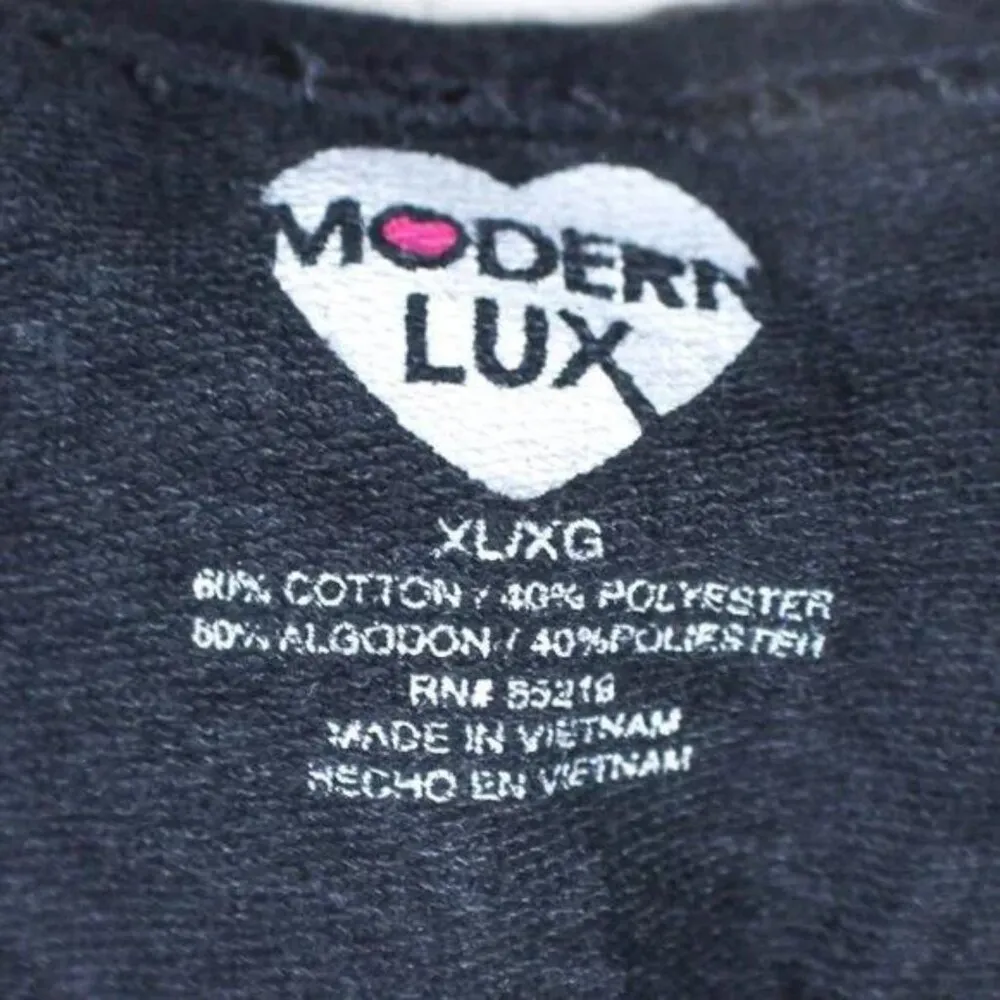 MODERN
LUX
XL/XG
60% COTTON / 40% POLYESTER
60% ALGODON / 40% POLIESTER
RN#
MADE IN VIETNAM
HECHO EN VIETNAM